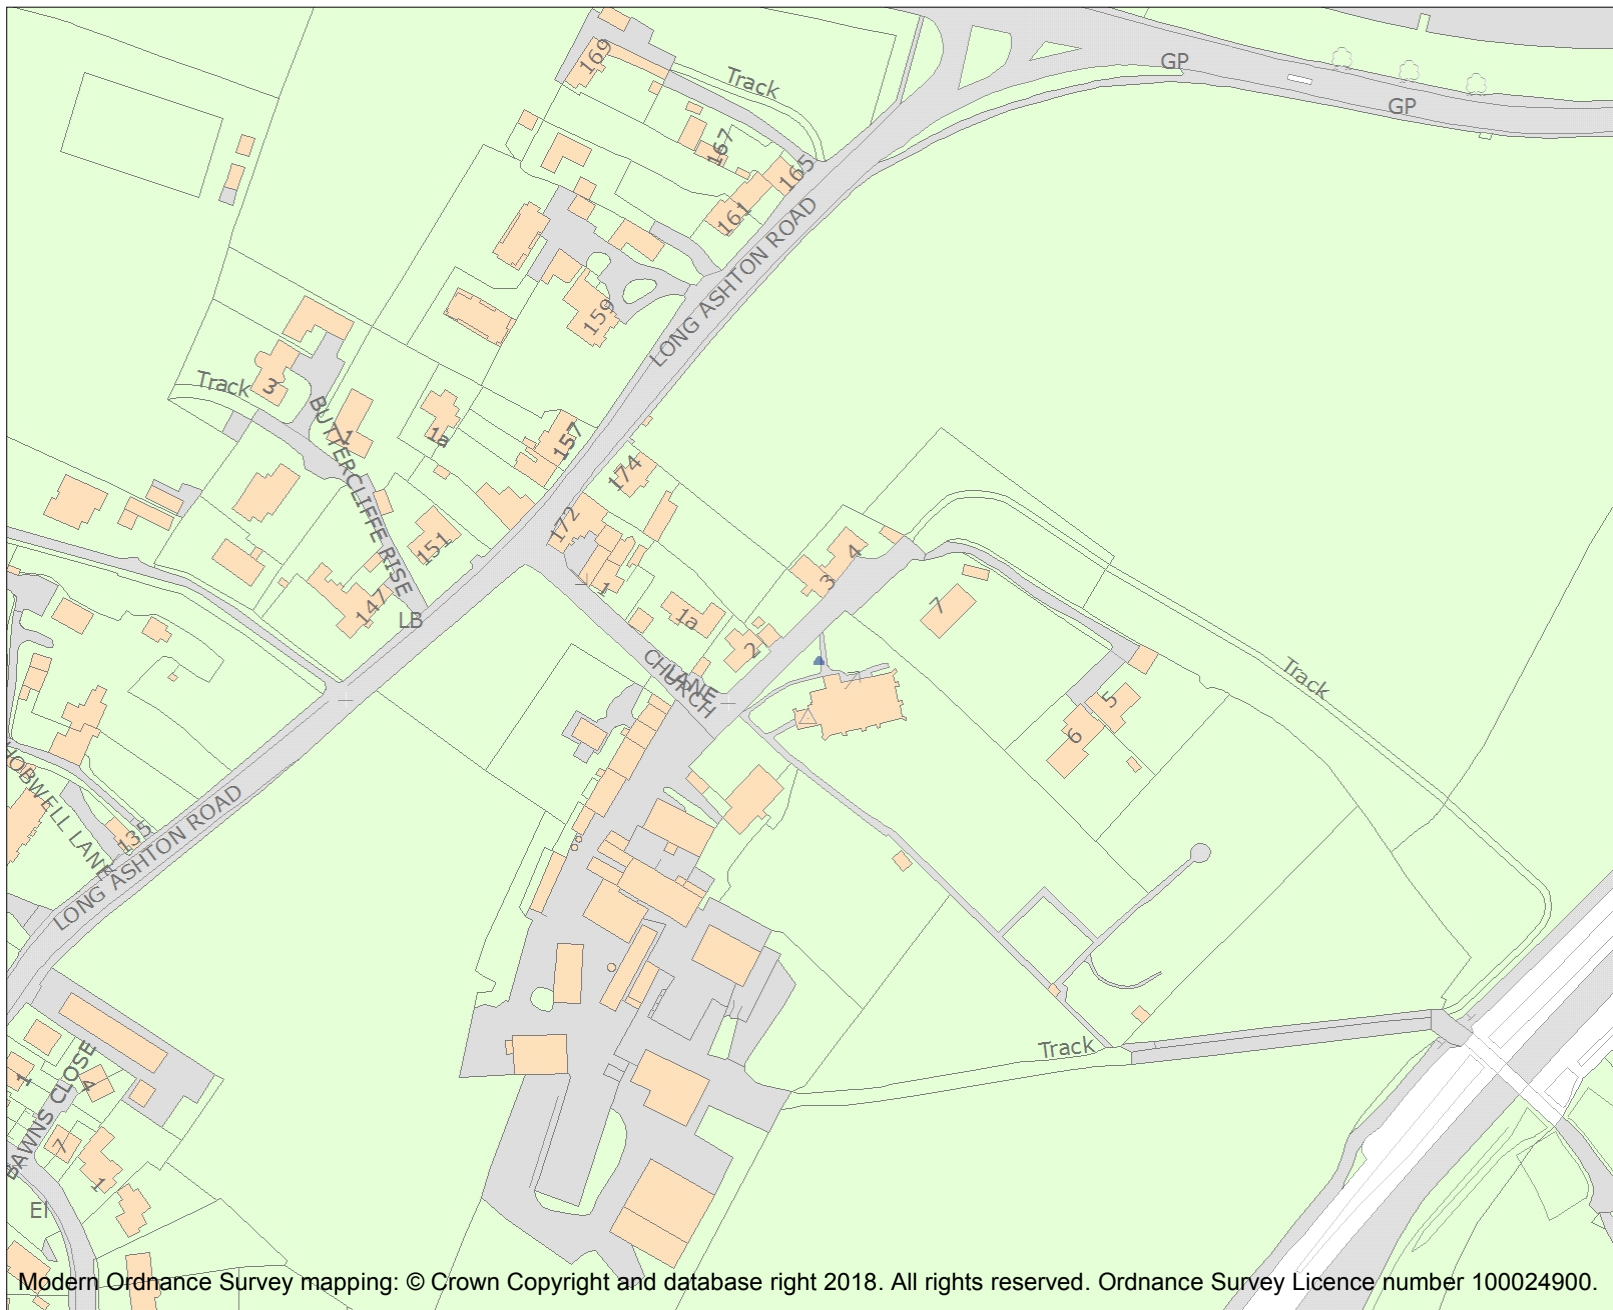 169
Track
GP
GP
167
165
161
LONG ASHTON ROAD
159
Track
3
BUTTERCLIFFE RISE
1
1a
157
174
172
151
147
LB
1
1a
2
3
4
7
CHURCH
LANE
5
6
Track
HOBWELL LANE
135
LONG ASHTON ROAD
Track
BAWNS CLOSE
1
4
7
1
El
Modern Ordnance Survey mapping: © Crown Copyright and database right 2018. All rights reserved. Ordnance Survey Licence number 100024900.